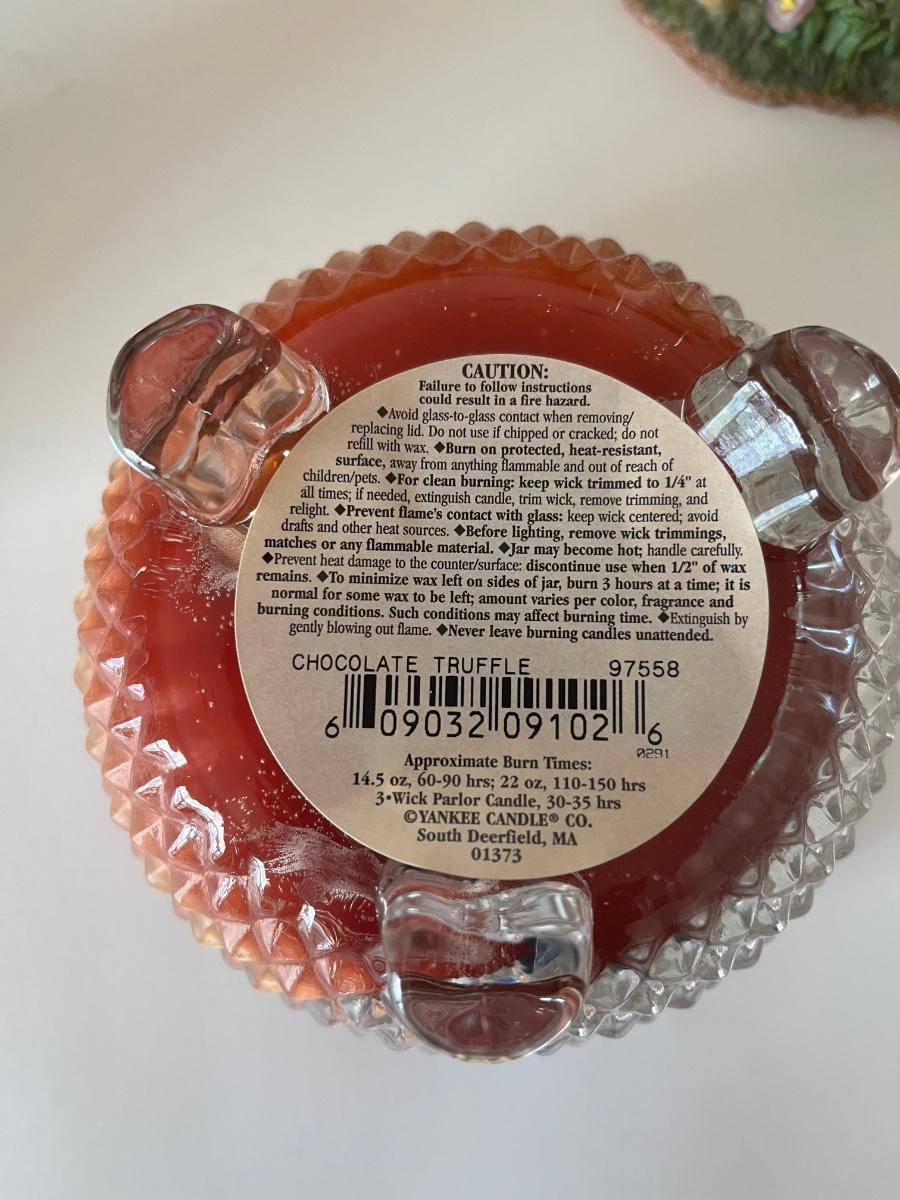 CAUTION:
Failure to follow instructions
could result in a fire hazard.
◆Avoid glass-to-glass contact when removing/
replacing lid. Do not use if chipped or cracked; do not
refill with wax. ◆Burn on protected, heat-resistant,
surface, away from anything flammable and out of reach of
children/pets. ◆For clean burning: keep wick trimmed to 1/4" at
all times; if needed, extinguish candle, trim wick, remove trimming, and
relight. ◆Prevent flame's contact with glass: keep wick centered; avoid
drafts and other heat sources. ◆Before lighting, remove wick trimmings,
matches or any flammable material. ◆Jar may become hot; handle carefully.
◆Prevent heat damage to the counter/surface: discontinue use when 1/2" of wax
remains. ◆To minimize wax left on sides of jar, burn 3 hours at a time; it is
normal for some wax to be left; amount varies per color, fragrance and
burning conditions. Such conditions may affect burning time. ◆Extinguish by
gently blowing out flame. ◆Never leave burning candles unattended.
CHOCOLATE TRUFFLE 97558
6 09032 09102 6
0291
Approximate Burn Times:
14.5 oz, 60-90 hrs; 22 oz, 110-150 hrs
3•Wick Parlor Candle, 30-35 hrs
©YANKEE CANDLE® CO.
South Deerfield, MA
01373